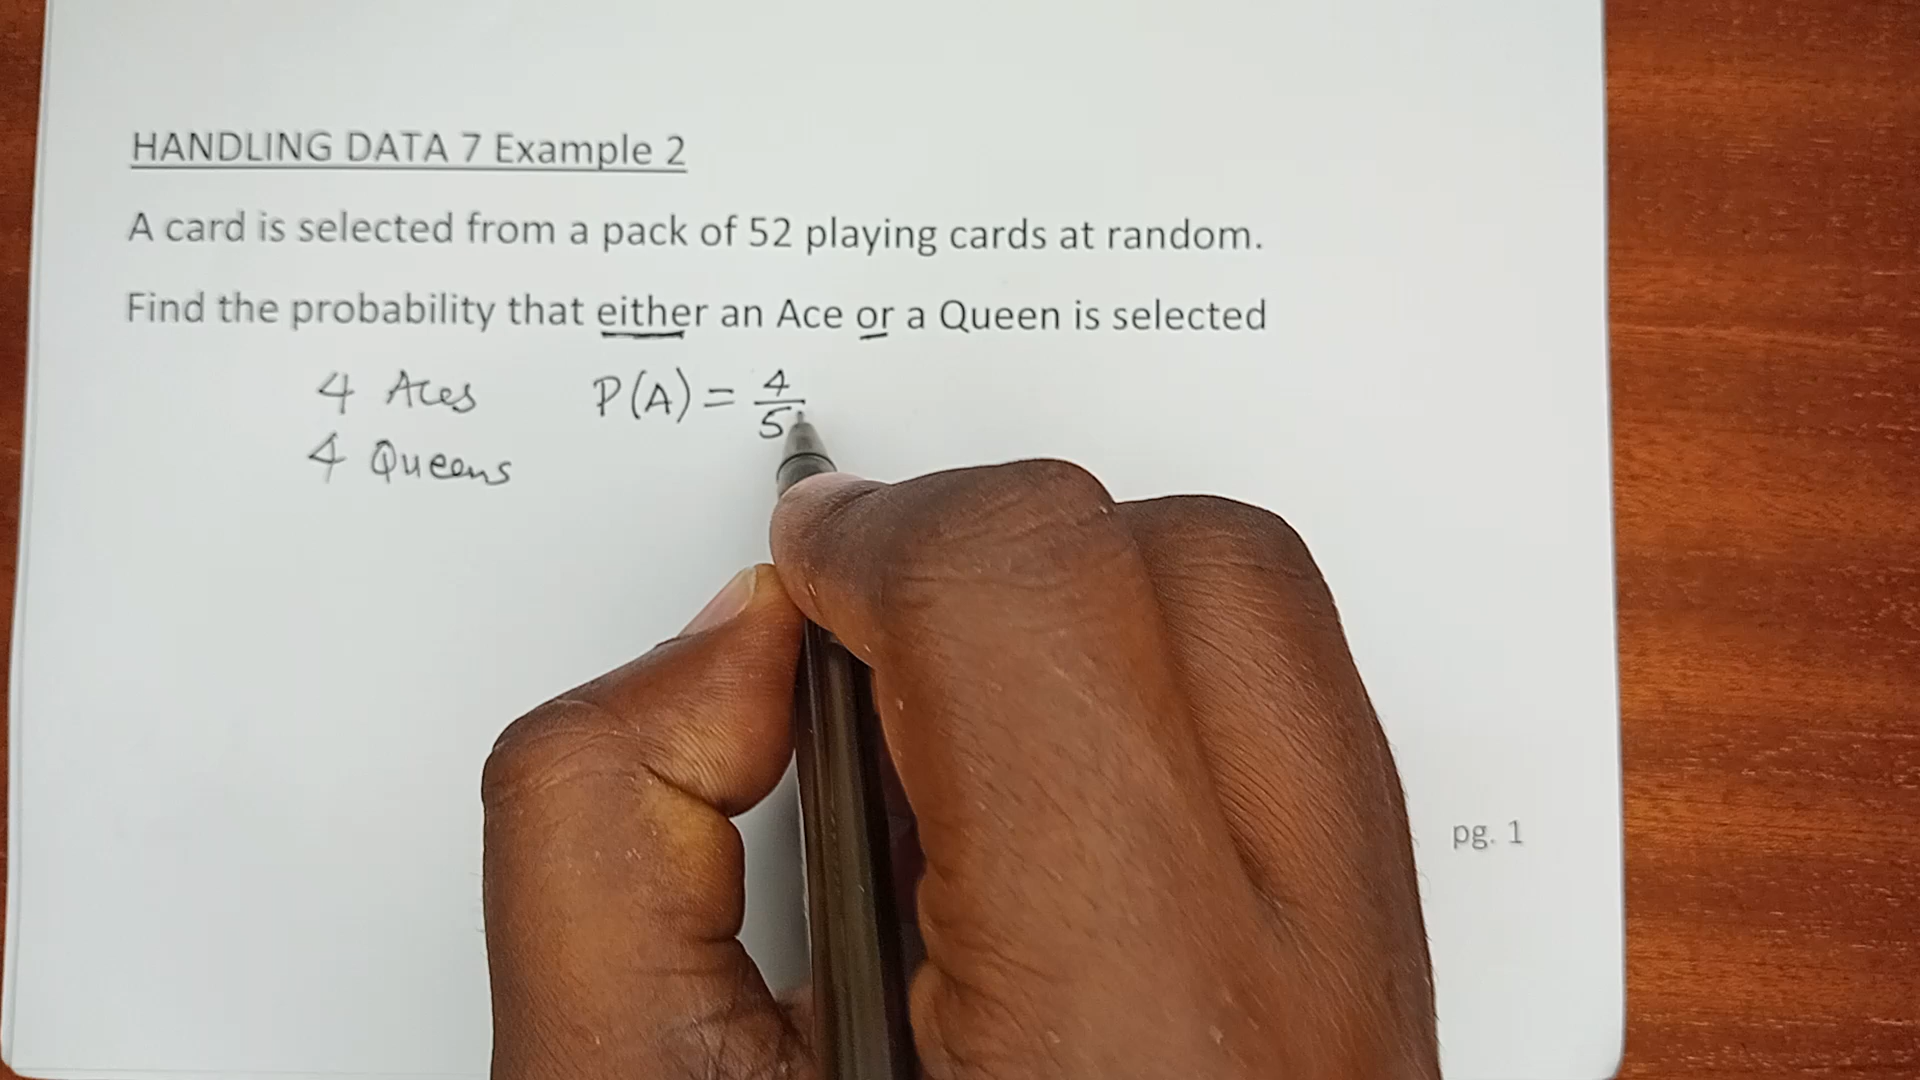 HANDLING DATA 7 Example 2
A card is selected from a pack of 52 playing cards at random.
Find the probability that either an Ace or a Queen is selected
4 Aces P(A) = 4/5
4 Queens
pg. 1